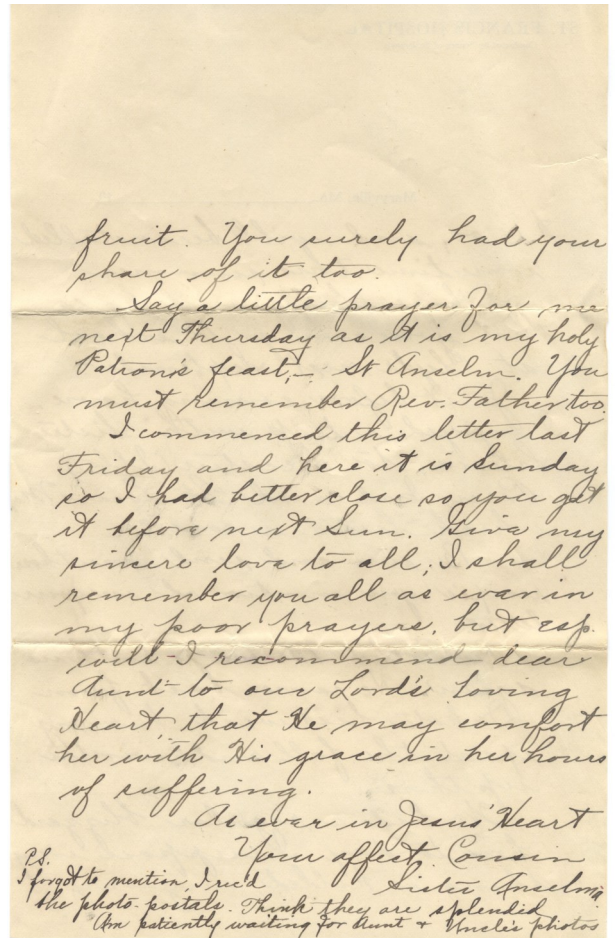 fruit. You surely had your
share of it too.
Say a little prayer for me
next Thursday as it is my holy
Patron's feast,– St Anselm. You
must remember Rev. Father too.
I commenced this letter last
Friday and here it is Sunday
so I had better close so you get
it before next Sun. Give my
sincere love to all; I shall
remember you all as ever in
my poor prayers, but esp.
will I recommend dear
Aunt to our Lord's loving
Heart, that He may comfort
her with His grace in her hours
of suffering.
As ever in Jesus' Heart
Your affect. Cousin
Sister Anselma
P.S.
I forgot to mention, I rec'd
the photo postals. Think they are splendid
Am patiently waiting for Aunt + Uncle's photos